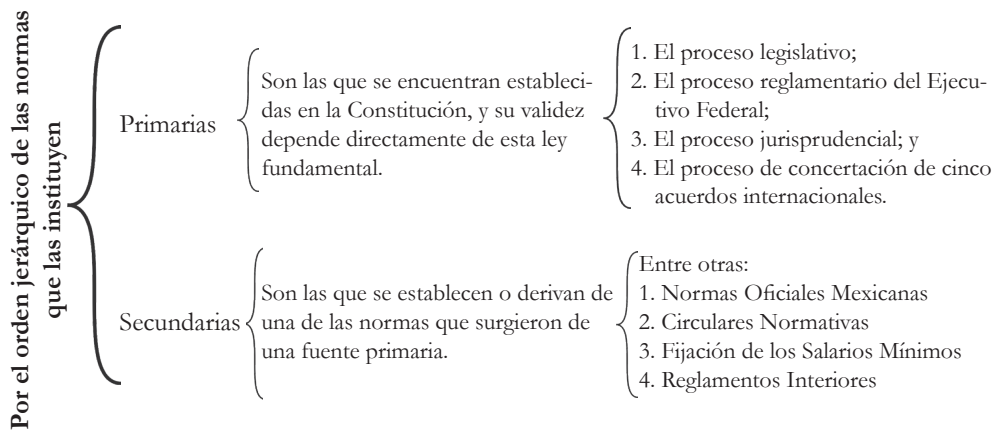 Por el orden jerárquico de las normas
que las instituyen
Primarias
Son las que se encuentran estableci-
das en la Constitución, y su validez
depende directamente de esta ley
fundamental.
1. El proceso legislativo;
2. El proceso reglamentario del Ejecu-
tivo Federal;
3. El proceso jurisprudencial; y
4. El proceso de concertación de cinco
acuerdos internacionales.
Secundarias
Son las que se establecen o derivan de
una de las normas que surgieron de
una fuente primaria.
Entre otras:
1. Normas Oficiales Mexicanas
2. Circulares Normativas
3. Fijación de los Salarios Mínimos
4. Reglamentos Interiores